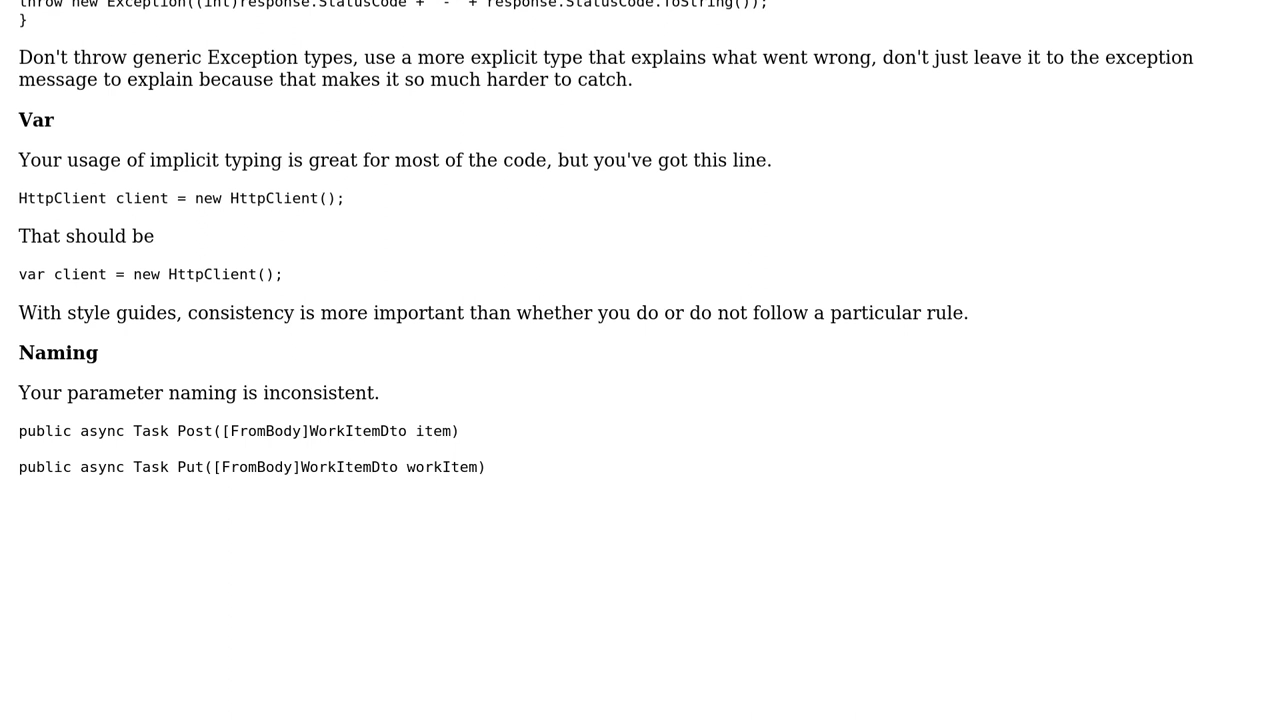 throw new Exception((int)response.StatusCode + "-" + response.StatusCode.ToString());
}
Don't throw generic Exception types, use a more explicit type that explains what went wrong, don't just leave it to the exception
message to explain because that makes it so much harder to catch.
Var
Your usage of implicit typing is great for most of the code, but you've got this line.
HttpClient client = new HttpClient();
That should be
var client = new HttpClient();
With style guides, consistency is more important than whether you do or do not follow a particular rule.
Naming
Your parameter naming is inconsistent.
public async Task Post([FromBody]WorkItemDto item)
public async Task Put([FromBody]WorkItemDto workItem)